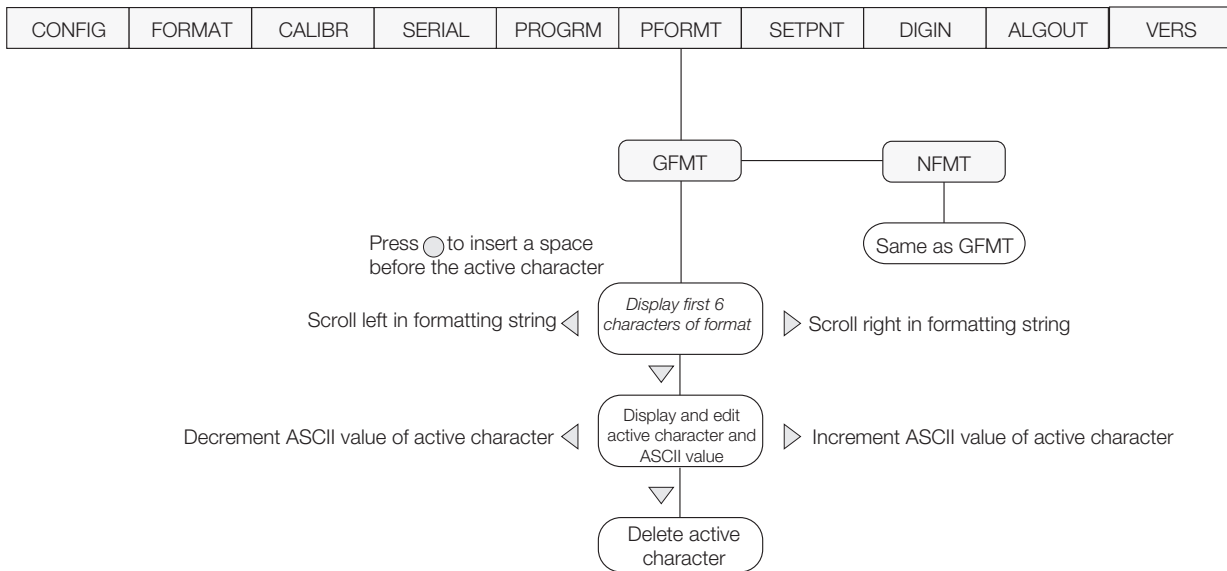 CONFIG FORMAT CALIBR SERIAL PROGRM PFORMT SETPNT DIGIN ALGOUT VERS
GFMT NFMT
Same as GFMT
Press to insert a space
before the active character
Display first 6
characters of format
Scroll left in formatting string
Scroll right in formatting string
Display and edit
active character and
ASCII value
Decrement ASCII value of active character
Increment ASCII value of active character
Delete active
character